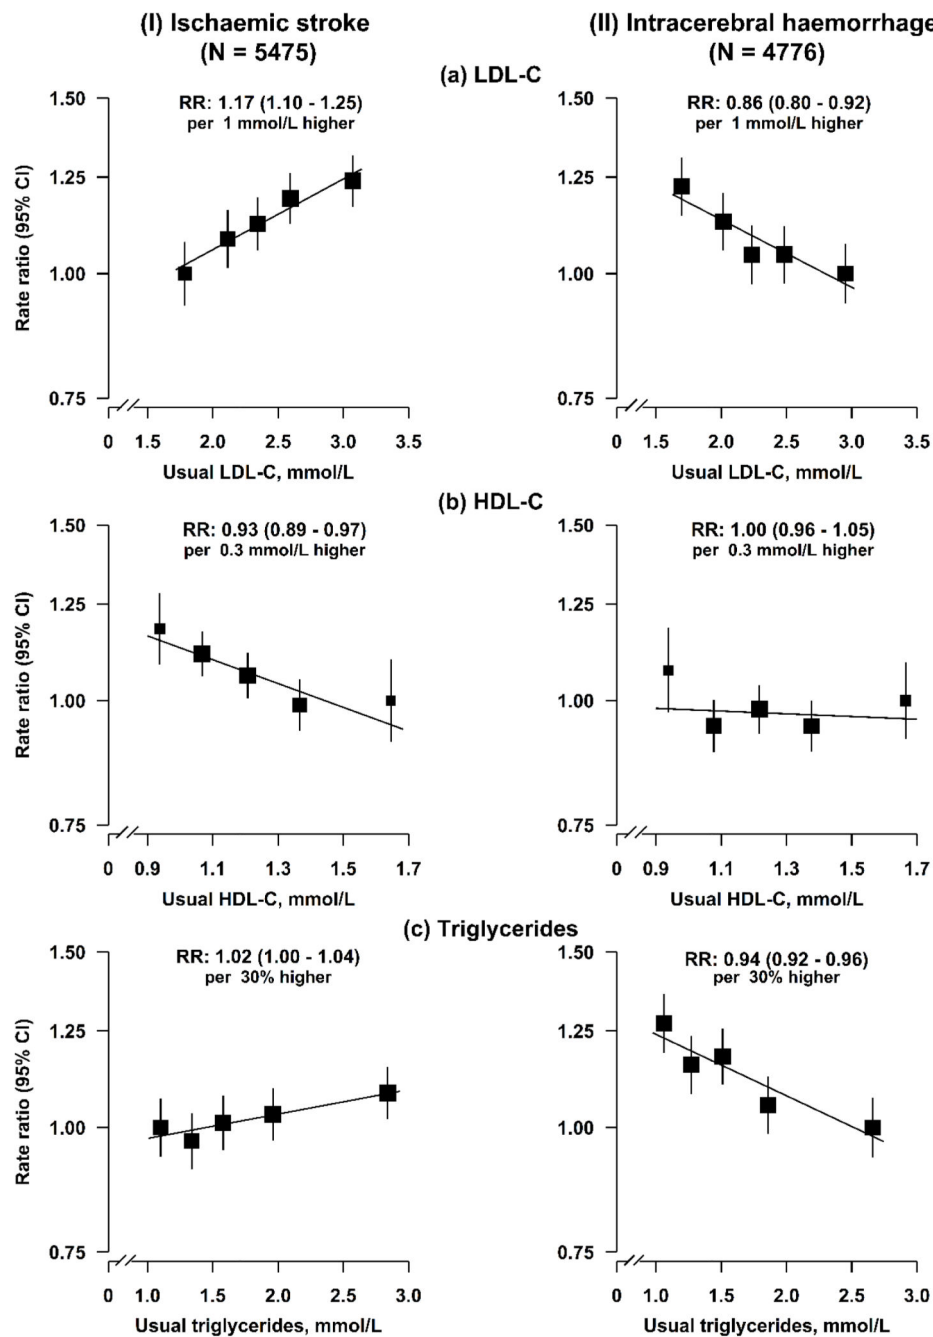 (I) Ischaemic stroke
(N = 5475)
(II) Intracerebral haemorrhage
(N = 4776)
(a) LDL-C
RR: 1.17 (1.10 - 1.25)
per 1 mmol/L higher
Rate ratio (95% CI)
1.50
1.25
1.00
0.75
0 1.5 2.0 2.5 3.0 3.5
Usual LDL-C, mmol/L
RR: 0.86 (0.80 - 0.92)
per 1 mmol/L higher
1.50
1.25
1.00
0.75
0 1.5 2.0 2.5 3.0 3.5
Usual LDL-C, mmol/L
(b) HDL-C
RR: 0.93 (0.89 - 0.97)
per 0.3 mmol/L higher
Rate ratio (95% CI)
1.50
1.25
1.00
0.75
0 0.9 1.1 1.3 1.5 1.7
Usual HDL-C, mmol/L
RR: 1.00 (0.96 - 1.05)
per 0.3 mmol/L higher
1.50
1.25
1.00
0.75
0 0.9 1.1 1.3 1.5 1.7
Usual HDL-C, mmol/L
(c) Triglycerides
RR: 1.02 (1.00 - 1.04)
per 30% higher
Rate ratio (95% CI)
1.50
1.25
1.00
0.75
0 1.0 1.5 2.0 2.5 3.0
Usual triglycerides, mmol/L
RR: 0.94 (0.92 - 0.96)
per 30% higher
1.50
1.25
1.00
0.75
0 1.0 1.5 2.0 2.5 3.0
Usual triglycerides, mmol/L